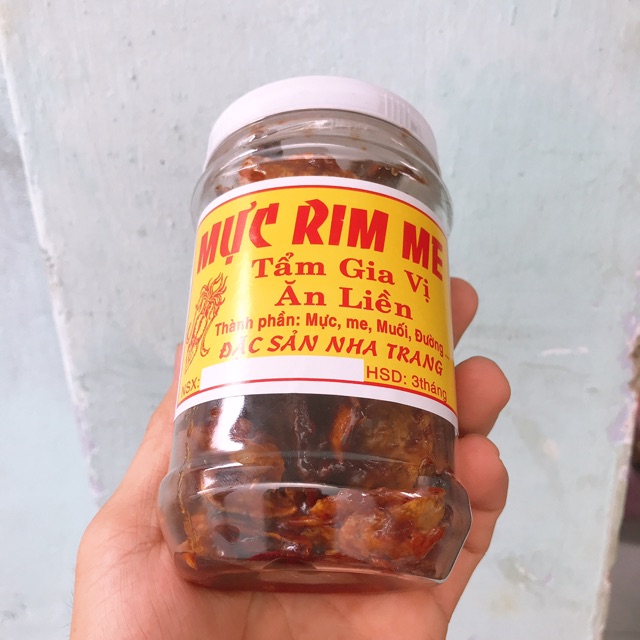 MỰC RIM ME
Tẩm Gia Vị
Ăn Liền
Thành phần: Mực, me, Muối, Đường...
ĐẶC SẢN NHA TRANG
NSX: HSD: 3tháng